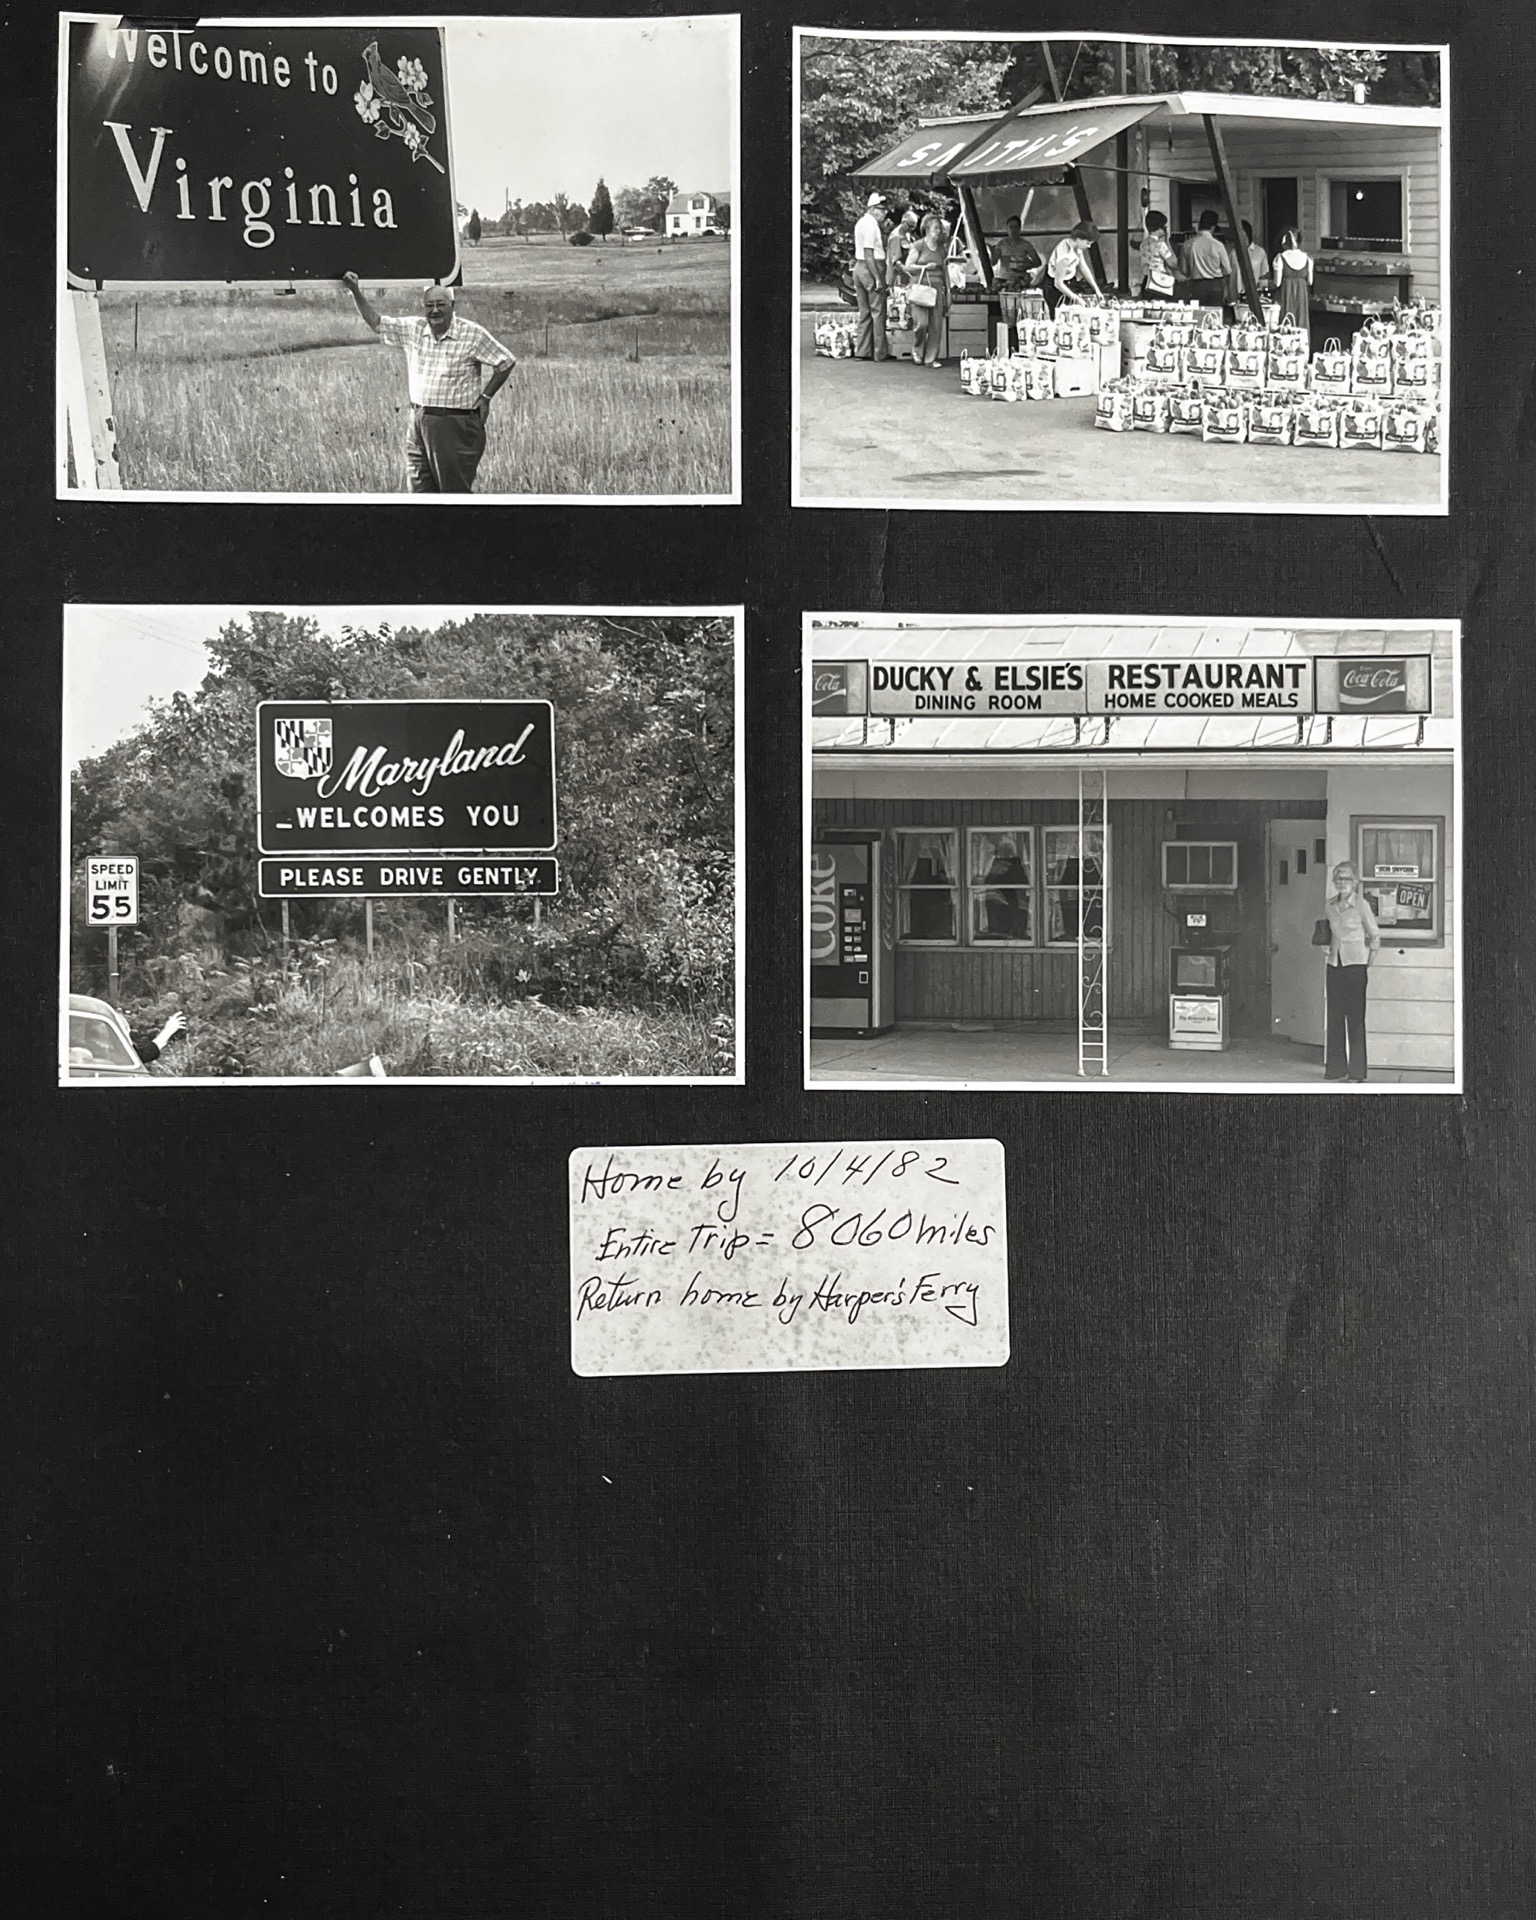 Welcome to
Virginia
SMITH'S
Maryland
WELCOMES YOU
PLEASE DRIVE GENTLY
SPEED
LIMIT
55
Coca-Cola
DUCKY & ELSIE'S RESTAURANT
DINING ROOM HOME COOKED MEALS
Coca-Cola
Coke
OPEN
Home by 10/4/82
Entire Trip = 8060 miles
Return home by Harper's Ferry